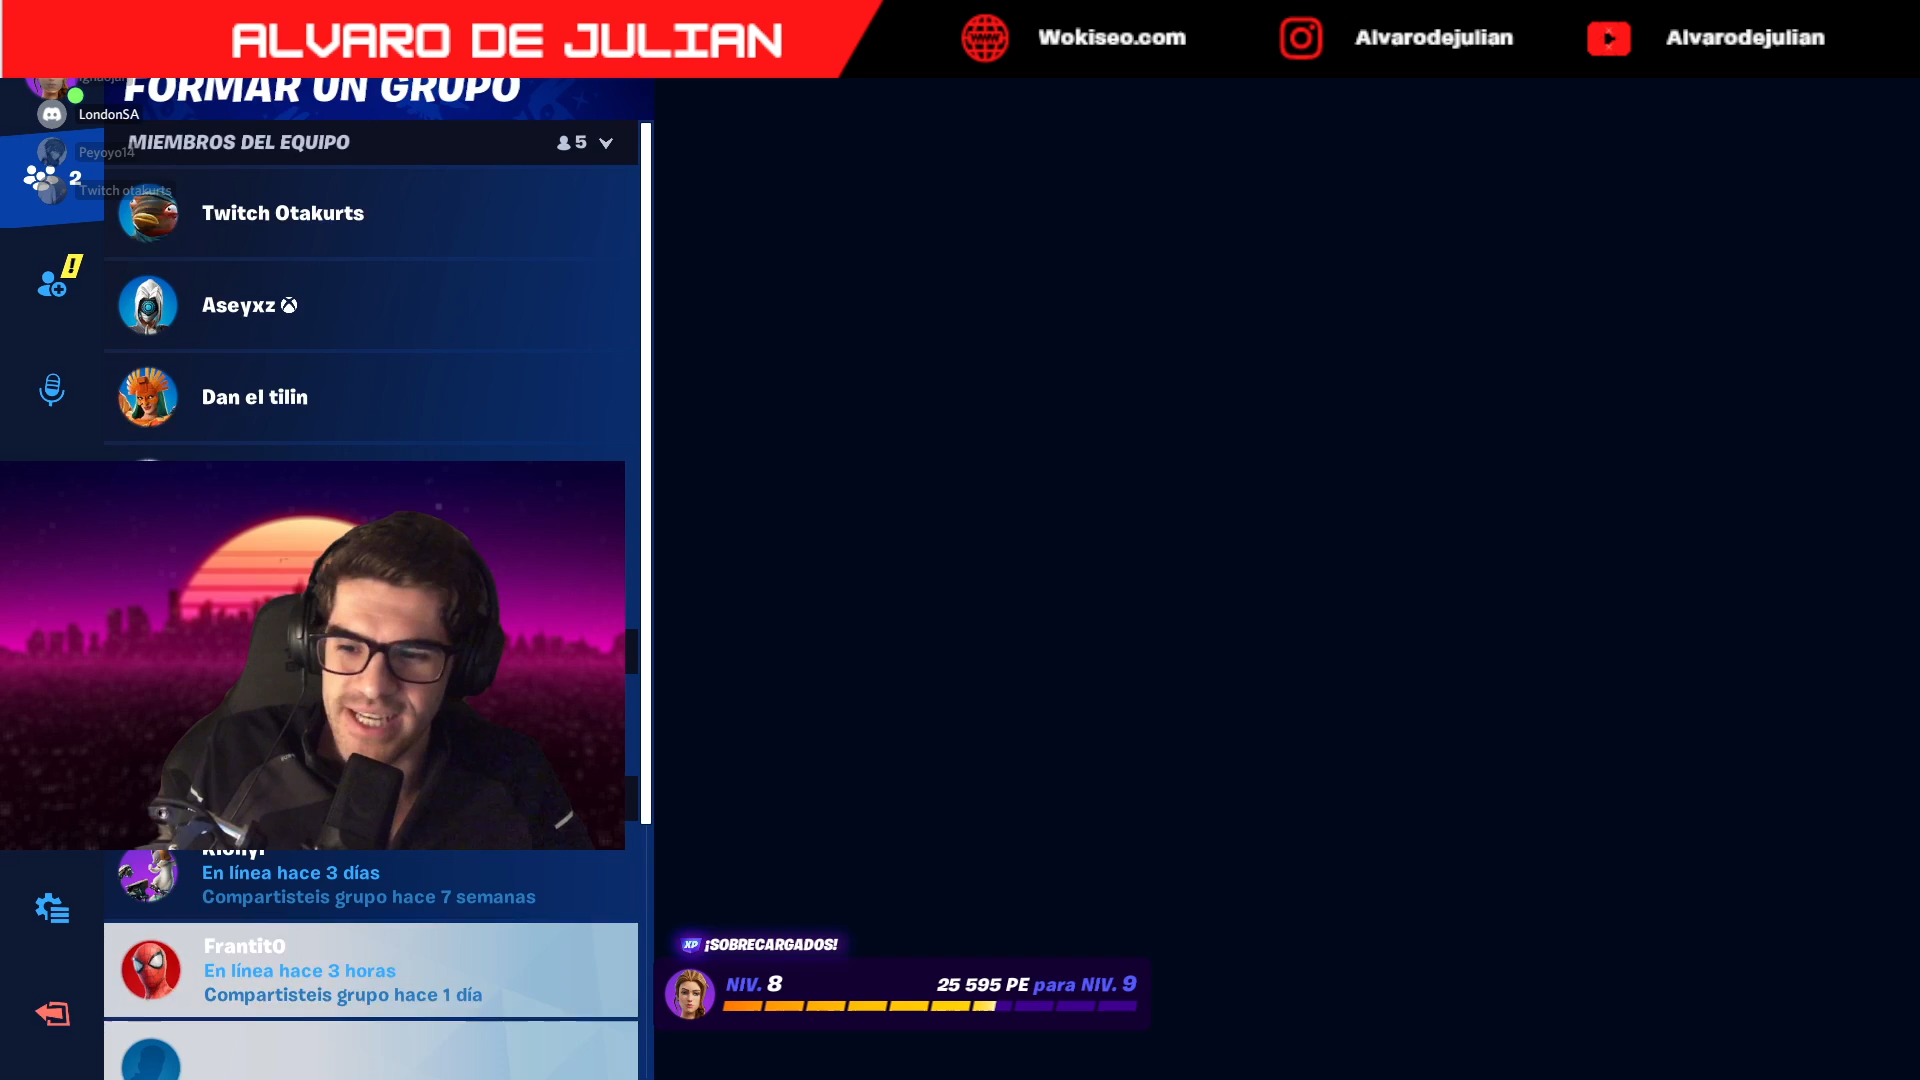 ALVARO DE JULIAN
Wokiseo.com
Alvarodejulian
Alvarodejulian
FORMAR UN GRUPO
LondonSA
MIEMBROS DEL EQUIPO
5
Peyoyo14
2
Twitch otakurts
Twitch Otakurts
Aseyxz
Dan el tilin
En línea hace 3 días
Compartisteis grupo hace 7 semanas
Frantit0
En línea hace 3 horas
Compartisteis grupo hace 1 día
XP ¡SOBRECARGADOS!
NIV. 8
25 595 PE para NIV. 9